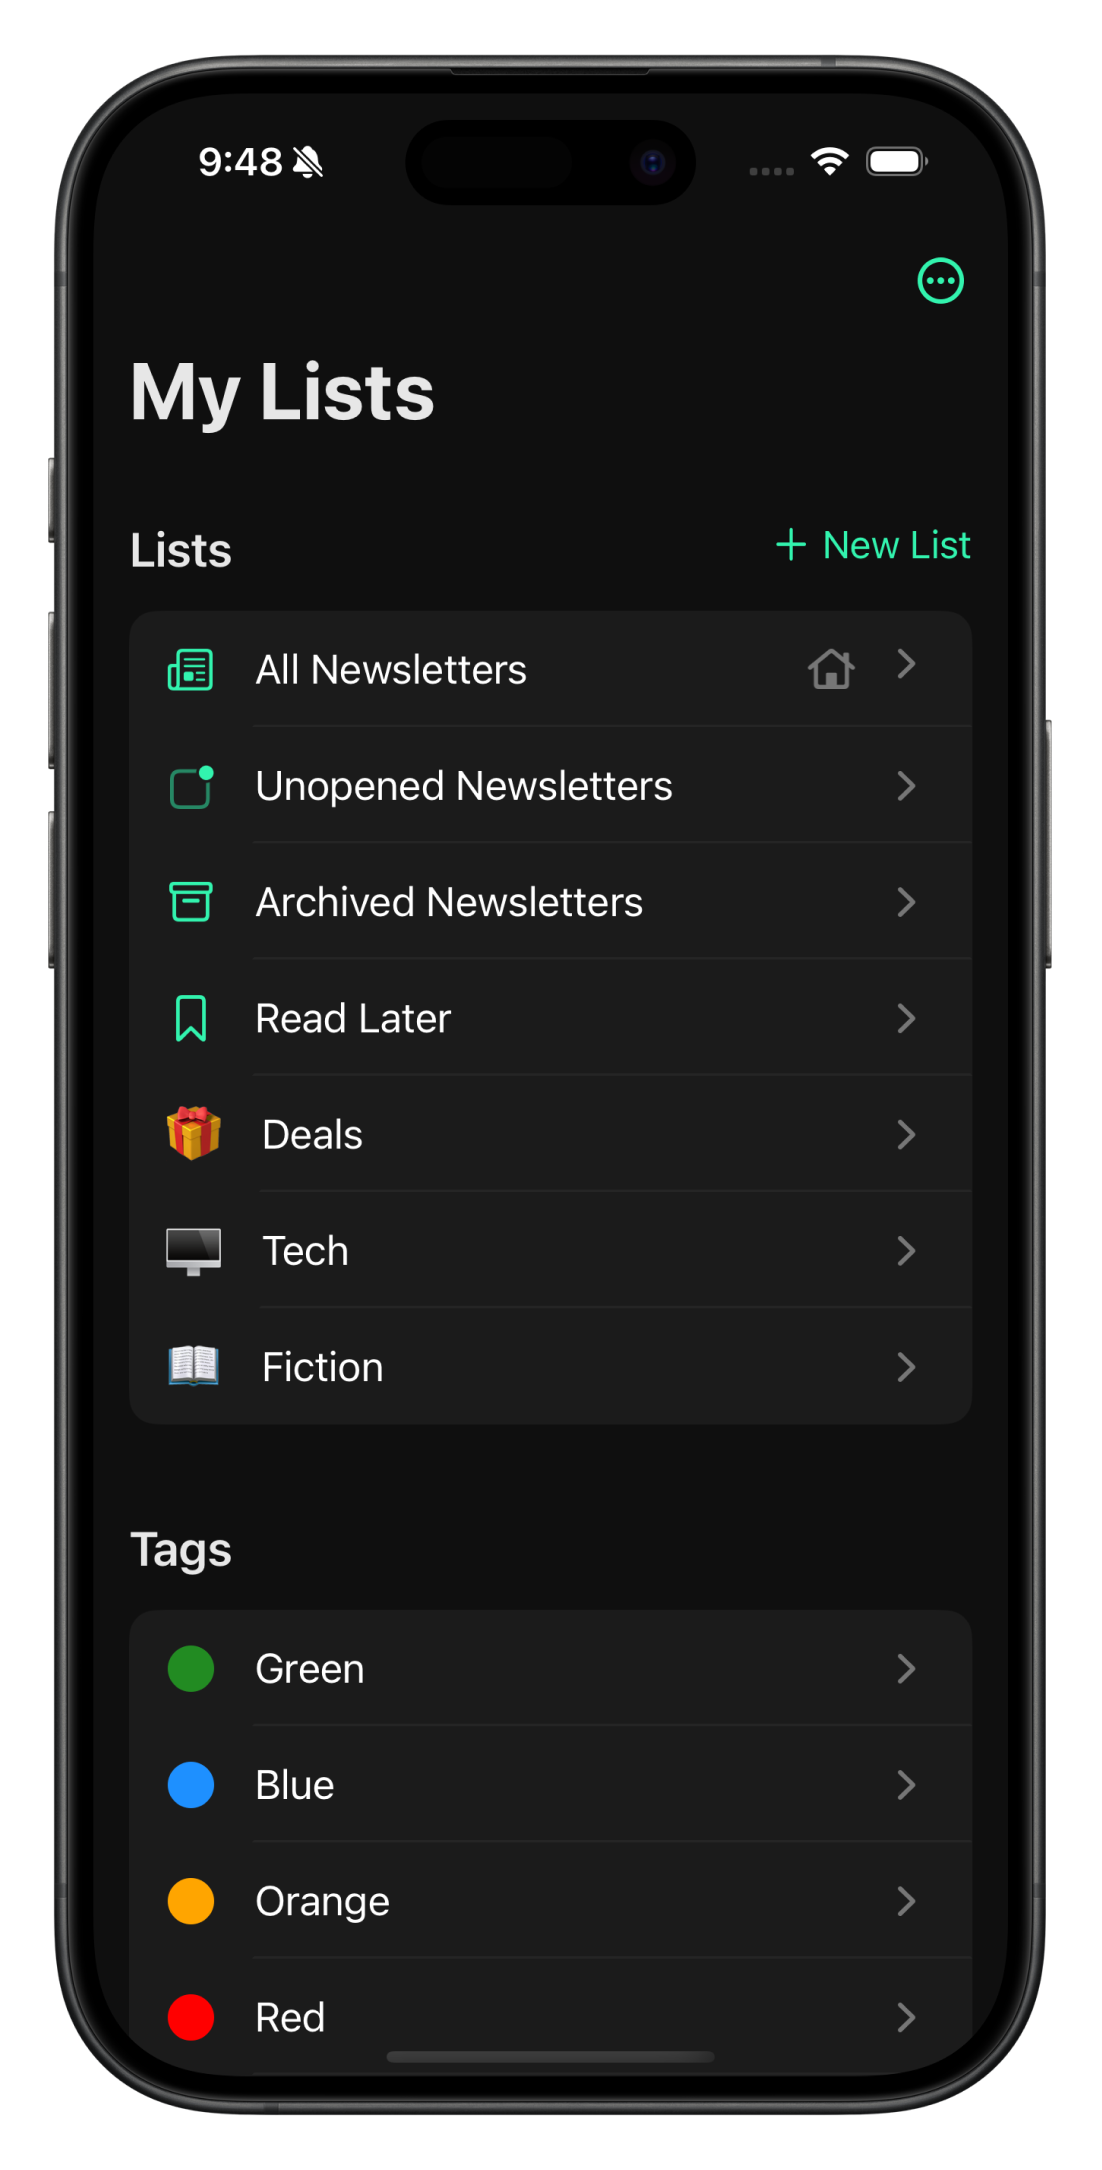 9:48
My Lists
Lists
+ New List
All Newsletters
Unopened Newsletters
Archived Newsletters
Read Later
Deals
Tech
Fiction
Tags
Green
Blue
Orange
Red